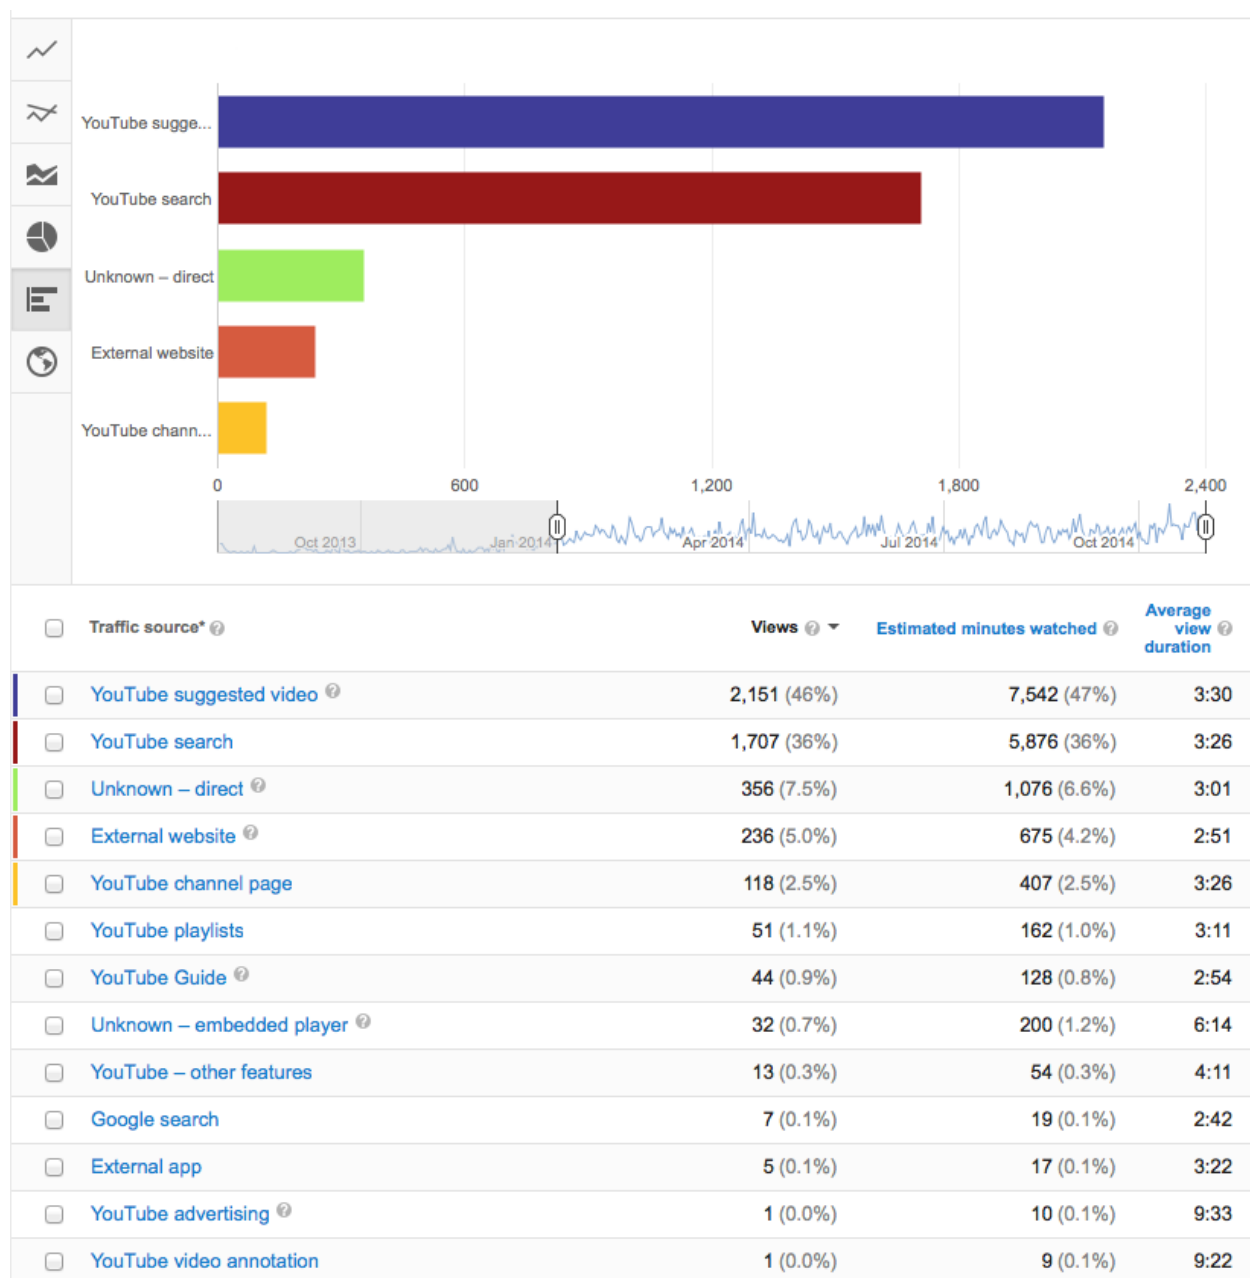 YouTube sugge...
YouTube search
Unknown – direct
External website
YouTube chann...
0 600 1,200 1,800 2,400
Oct 2013 Jan 2014 Apr 2014 Jul 2014 Oct 2014
Traffic source* Views Estimated minutes watched Average view duration
YouTube suggested video 2,151 (46%) 7,542 (47%) 3:30
YouTube search 1,707 (36%) 5,876 (36%) 3:26
Unknown – direct 356 (7.5%) 1,076 (6.6%) 3:01
External website 236 (5.0%) 675 (4.2%) 2:51
YouTube channel page 118 (2.5%) 407 (2.5%) 3:26
YouTube playlists 51 (1.1%) 162 (1.0%) 3:11
YouTube Guide 44 (0.9%) 128 (0.8%) 2:54
Unknown – embedded player 32 (0.7%) 200 (1.2%) 6:14
YouTube – other features 13 (0.3%) 54 (0.3%) 4:11
Google search 7 (0.1%) 19 (0.1%) 2:42
External app 5 (0.1%) 17 (0.1%) 3:22
YouTube advertising 1 (0.0%) 10 (0.1%) 9:33
YouTube video annotation 1 (0.0%) 9 (0.1%) 9:22